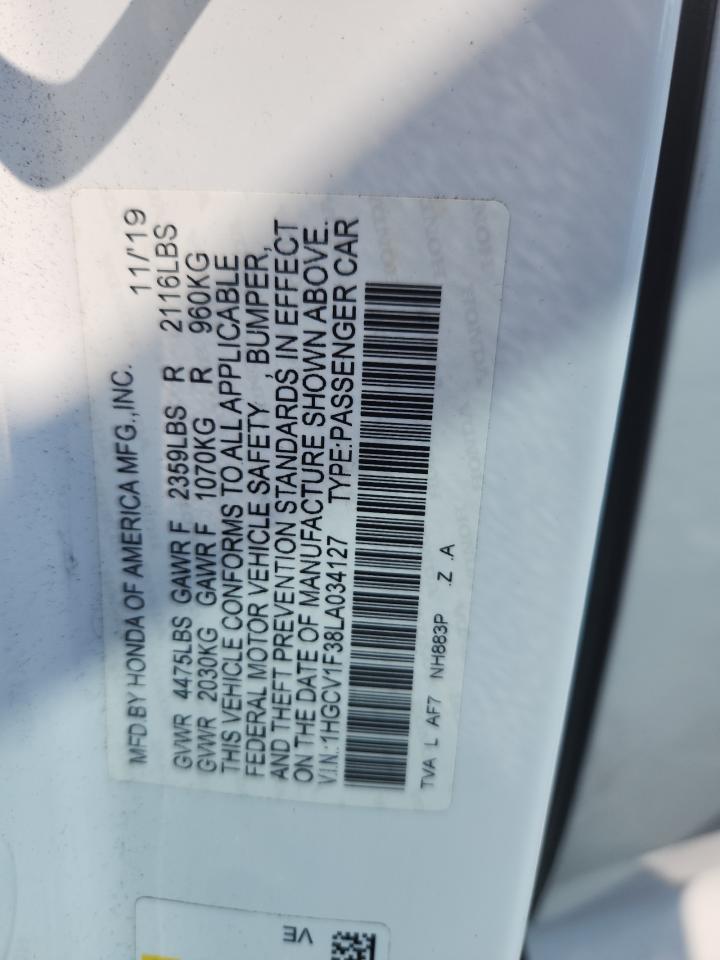 MFD.BY HONDA OF AMERICA MFG.,INC. 11/'19
GVWR 4475LBS GAWR F 2359LBS R 2116LBS
GVWR 2030KG GAWR F 1070KG R 960KG
THIS VEHICLE CONFORMS TO ALL APPLICABLE
FEDERAL MOTOR VEHICLE SAFETY , BUMPER,
AND THEFT PREVENTION STANDARDS IN EFFECT
ON THE DATE OF MANUFACTURE SHOWN ABOVE.
V.I.N.:1HGCV1F38LA034127 TYPE:PASSENGER CAR
TVA L AF7 NH883P .Z .A
HONDA HONDA
VE